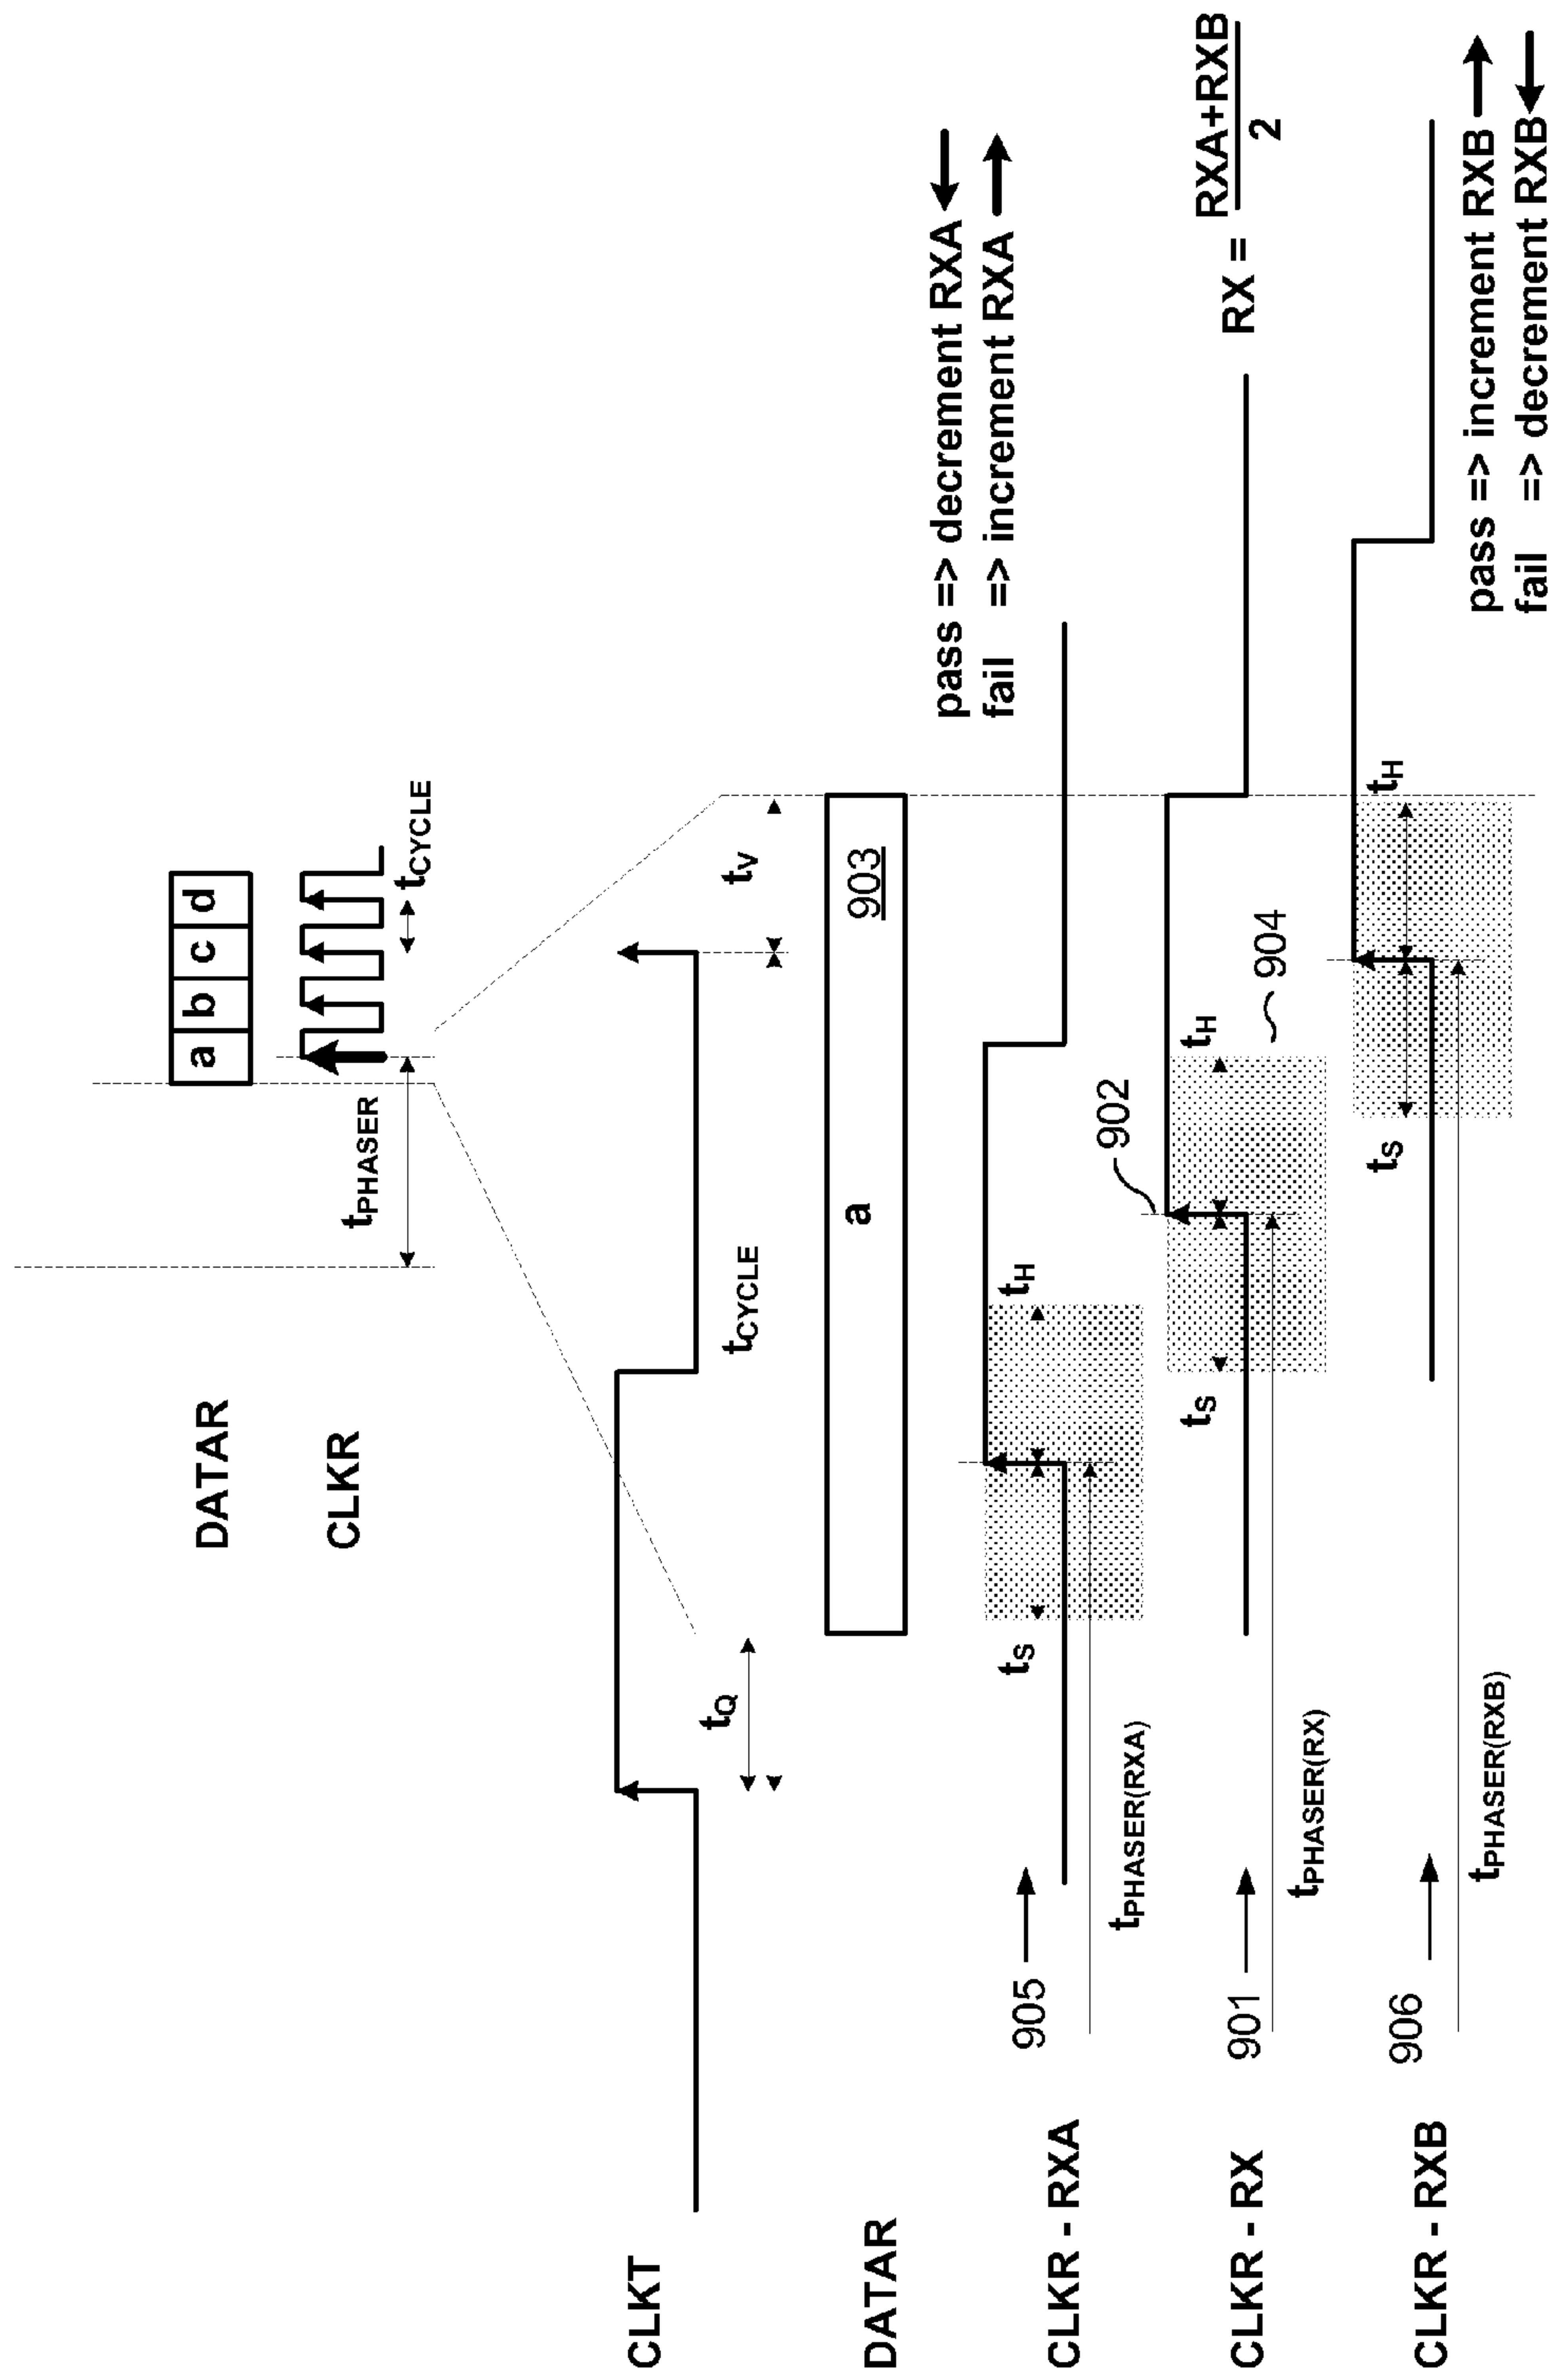 DATAR
a b c d
CLKR
tPHASER
tCYCLE
CLKT
tQ
tCYCLE
tV
DATAR
a
903
pass => decrement RXA
fail => increment RXA
CLKR - RXA
905
tS
tH
tPHASER(RXA)
902
CLKR - RX
901
tS
tH
904
RX = RXA+RXB
2
tPHASER(RX)
CLKR - RXB
906
tS
tH
tPHASER(RXB)
pass => increment RXB
fail => decrement RXB